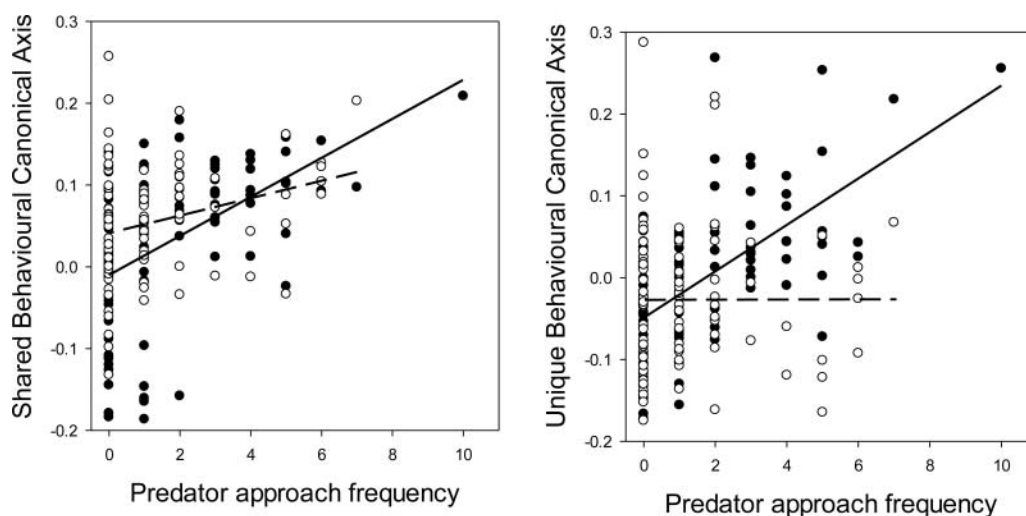 Shared Behavioural Canonical Axis
0.3
0.2
0.1
0.0
-0.1
-0.2
0 2 4 6 8 10
Predator approach frequency
Unique Behavioural Canonical Axis
0.3
0.2
0.1
0.0
-0.1
-0.2
0 2 4 6 8 10
Predator approach frequency